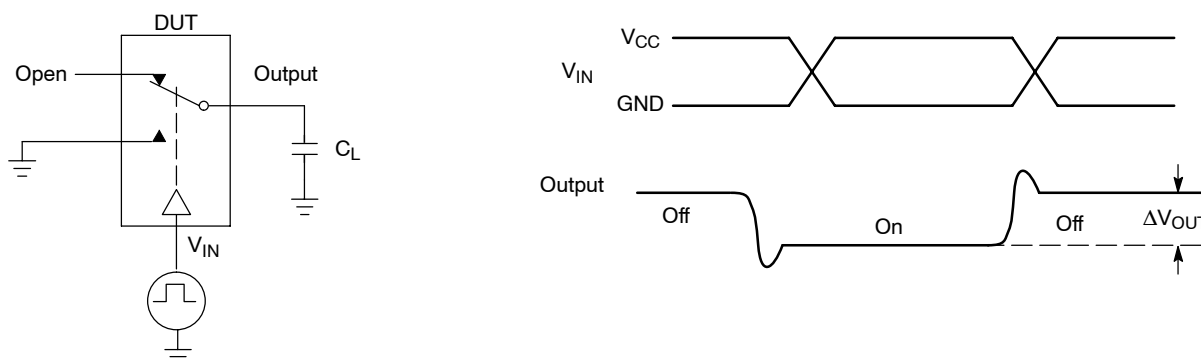 DUT
Open
Output
C_L
V_IN
V_CC
V_IN
GND
Output
Off
On
Off
ΔV_OUT